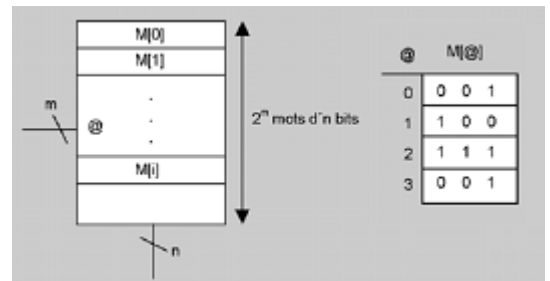 M[0]
M[1]
.
m
@
.
2^m mots d'n bits
.
M[i]
n
@ M[@]
0 0 0 1
1 1 0 0
2 1 1 1
3 0 0 1